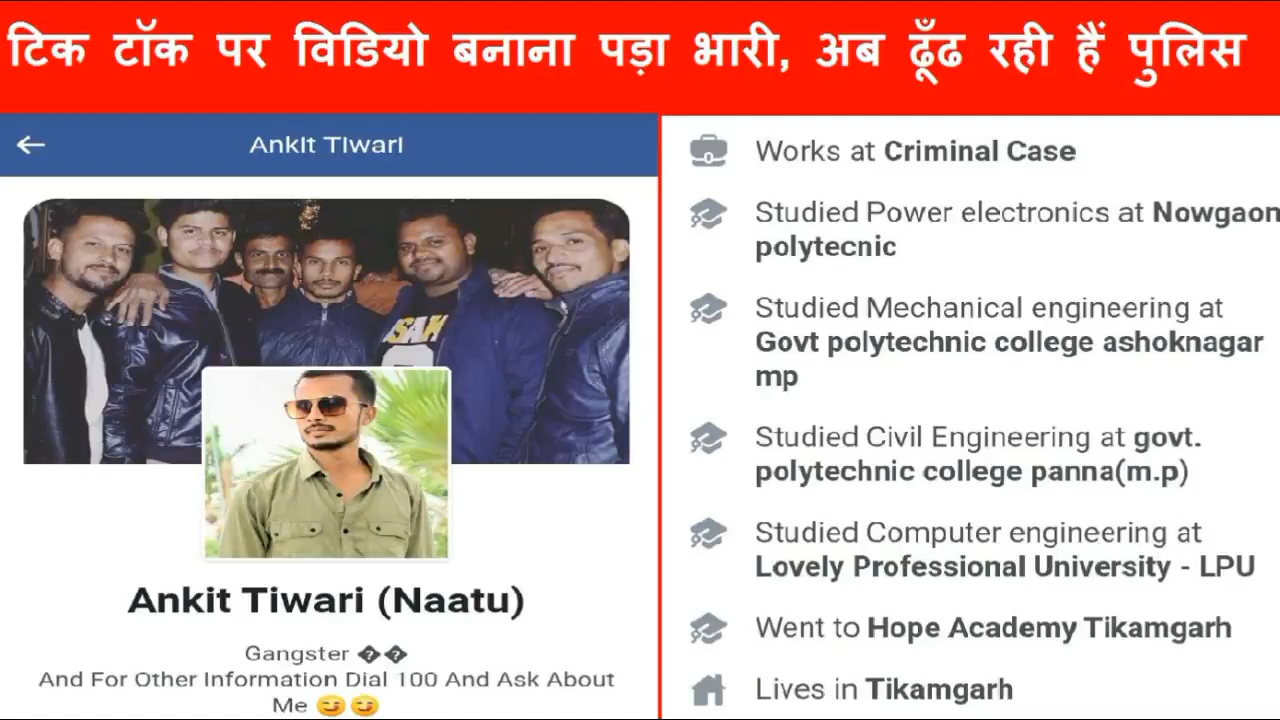 टिक टॉक पर विडियो बनाना पड़ा भारी, अब ढूँढ रही हैं पुलिस
Ankit Tiwari
SAK
Ankit Tiwari (Naatu)
Gangster ��
And For Other Information Dial 100 And Ask About
Me 😋😋
Works at Criminal Case
Studied Power electronics at Nowgaon
polytecnic
Studied Mechanical engineering at
Govt polytechnic college ashoknagar
mp
Studied Civil Engineering at govt.
polytechnic college panna(m.p)
Studied Computer engineering at
Lovely Professional University - LPU
Went to Hope Academy Tikamgarh
Lives in Tikamgarh